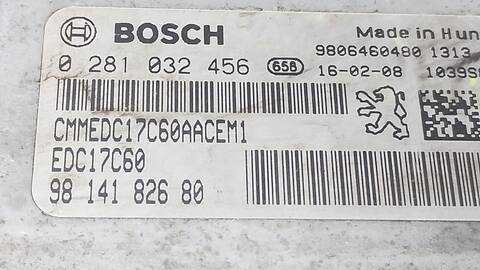 BOSCH Made in Hun
9806460480 1313
0 281 032 456 658 16-02-08 10399
CMMEDC17C60AACEM1
EDC17C60
98 141 826 80